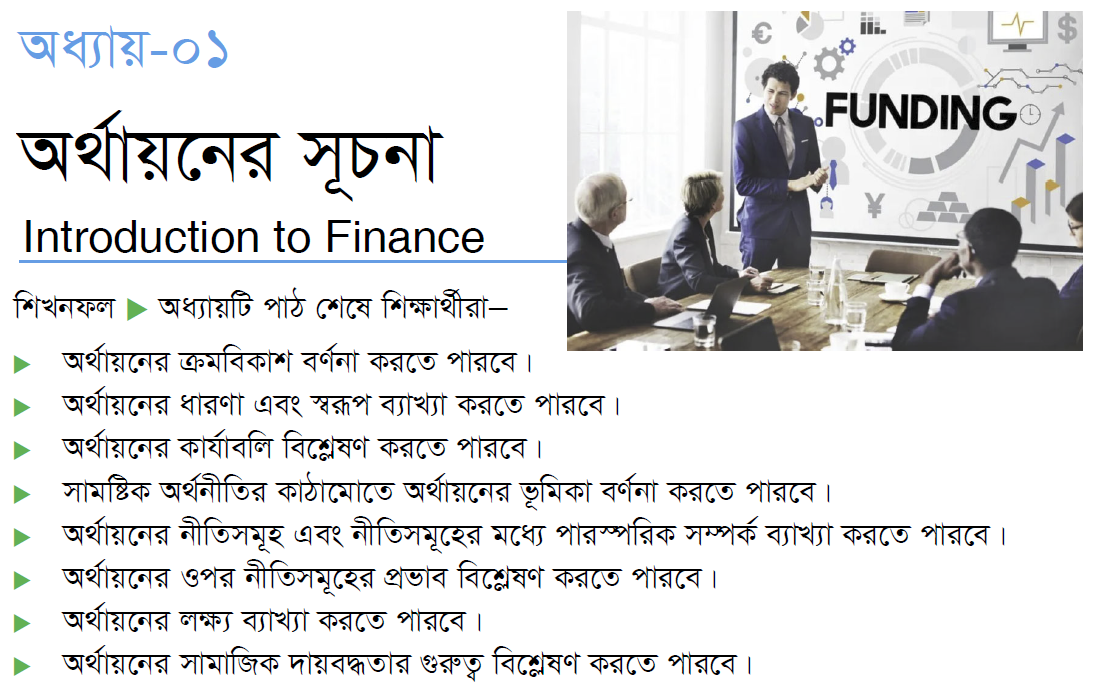 অধ্যায়-০১
FUNDING
অর্থায়নের সূচনা
Introduction to Finance
শিখনফল ▶ অধ্যায়টি পাঠ শেষে শিক্ষার্থীরা–
▶ অর্থায়নের ক্রমবিকাশ বর্ণনা করতে পারবে।
▶ অর্থায়নের ধারণা এবং স্বরূপ ব্যাখ্যা করতে পারবে।
▶ অর্থায়নের কার্যাবলি বিশ্লেষণ করতে পারবে।
▶ সামষ্টিক অর্থনীতির কাঠামোতে অর্থায়নের ভূমিকা বর্ণনা করতে পারবে।
▶ অর্থায়নের নীতিসমূহ এবং নীতিসমূহের মধ্যে পারস্পরিক সম্পর্ক ব্যাখ্যা করতে পারবে।
▶ অর্থায়নের ওপর নীতিসমূহের প্রভাব বিশ্লেষণ করতে পারবে।
▶ অর্থায়নের লক্ষ্য ব্যাখ্যা করতে পারবে।
▶ অর্থায়নের সামাজিক দায়বদ্ধতার গুরুত্ব বিশ্লেষণ করতে পারবে।